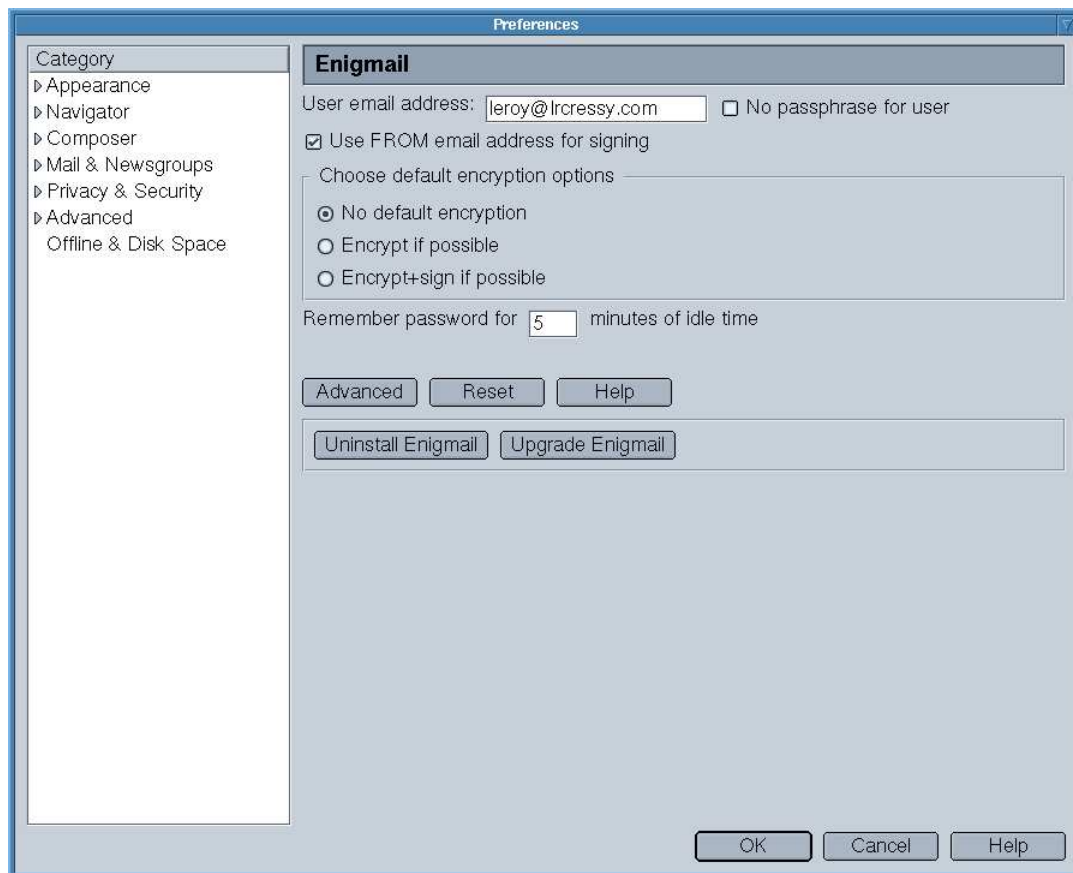 Preferences
Category
Appearance
Navigator
Composer
Mail & Newsgroups
Privacy & Security
Advanced
Offline & Disk Space
Enigmail
User email address: leroy@lrcressy.com No passphrase for user
Use FROM email address for signing
Choose default encryption options
No default encryption
Encrypt if possible
Encrypt+sign if possible
Remember password for 5 minutes of idle time
Advanced Reset Help
Uninstall Enigmail Upgrade Enigmail
OK Cancel Help